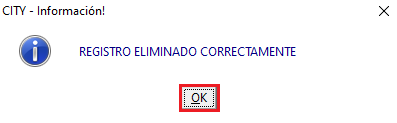 CITY - Información!
REGISTRO ELIMINADO CORRECTAMENTE
OK